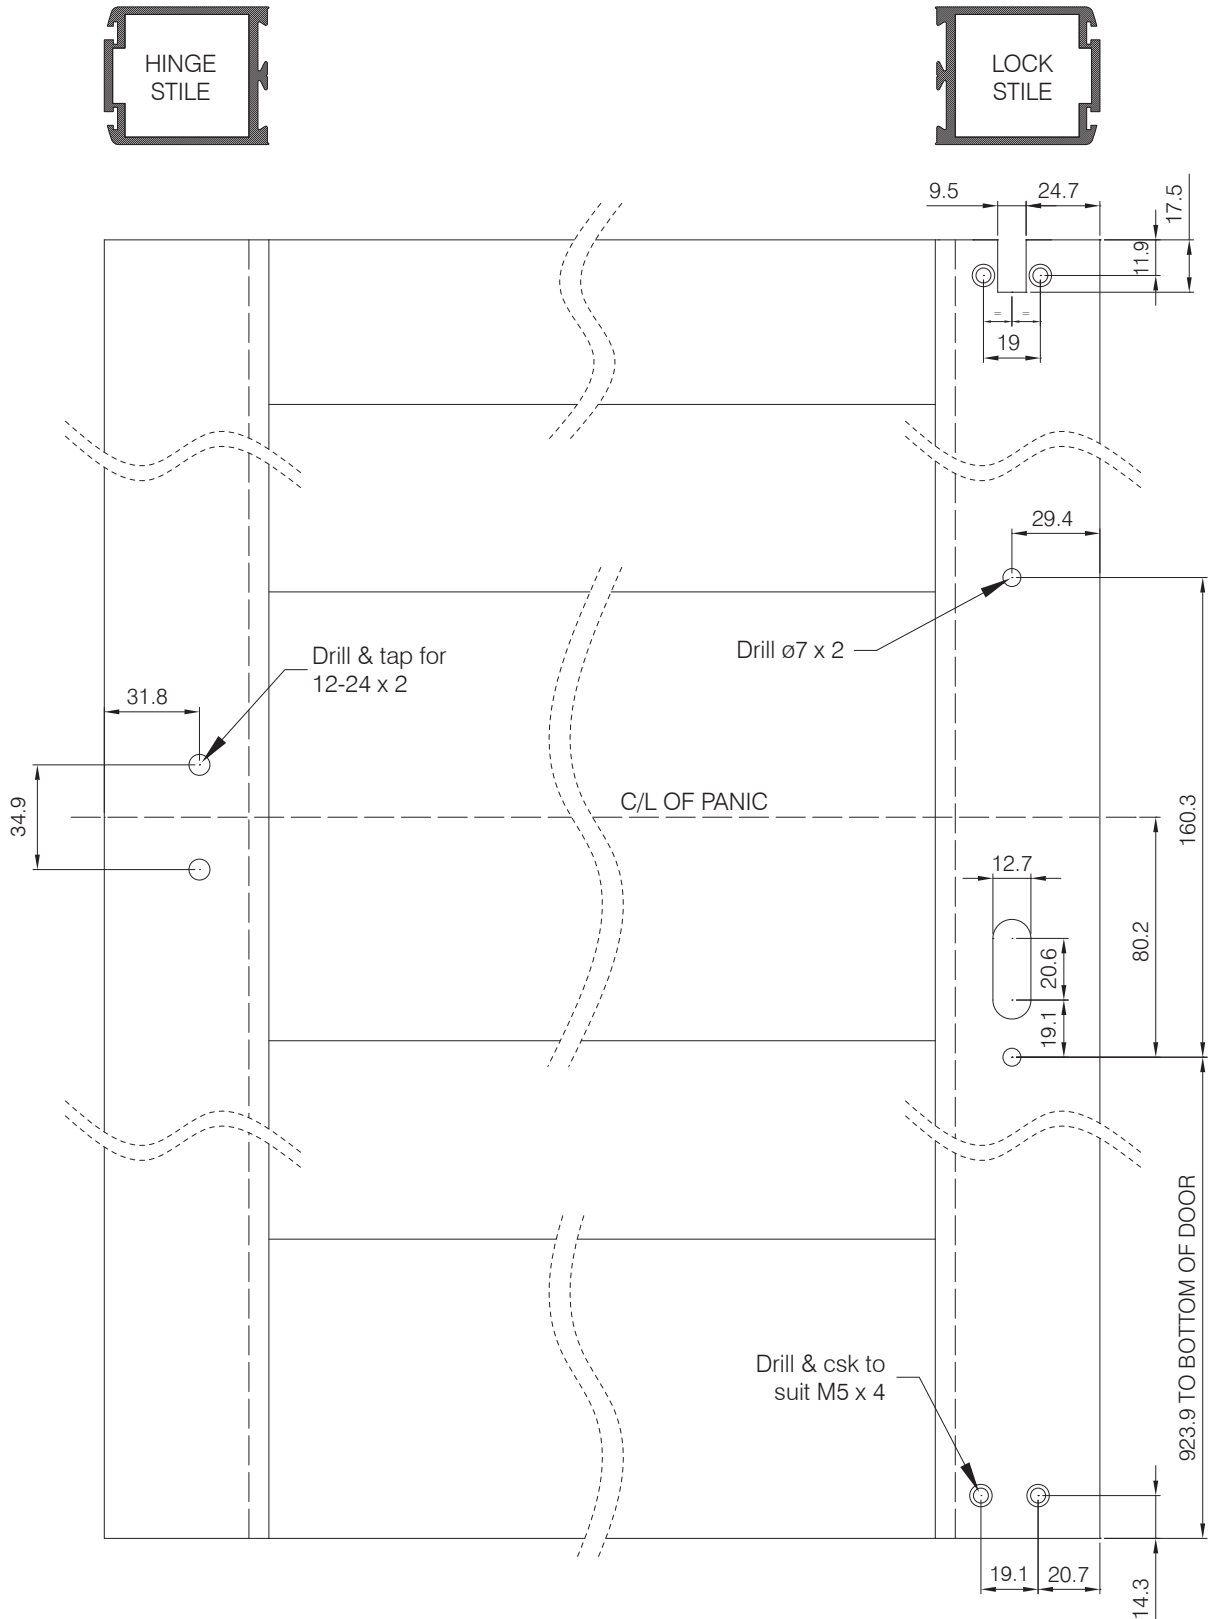 HINGE
STILE
LOCK
STILE
9.5
24.7
17.5
11.9
= =
19
29.4
Drill & tap for
12-24 x 2
Drill ø7 x 2
31.8
34.9
C/L OF PANIC
160.3
12.7
80.2
20.6
19.1
923.9 TO BOTTOM OF DOOR
Drill & csk to
suit M5 x 4
19.1
20.7
14.3